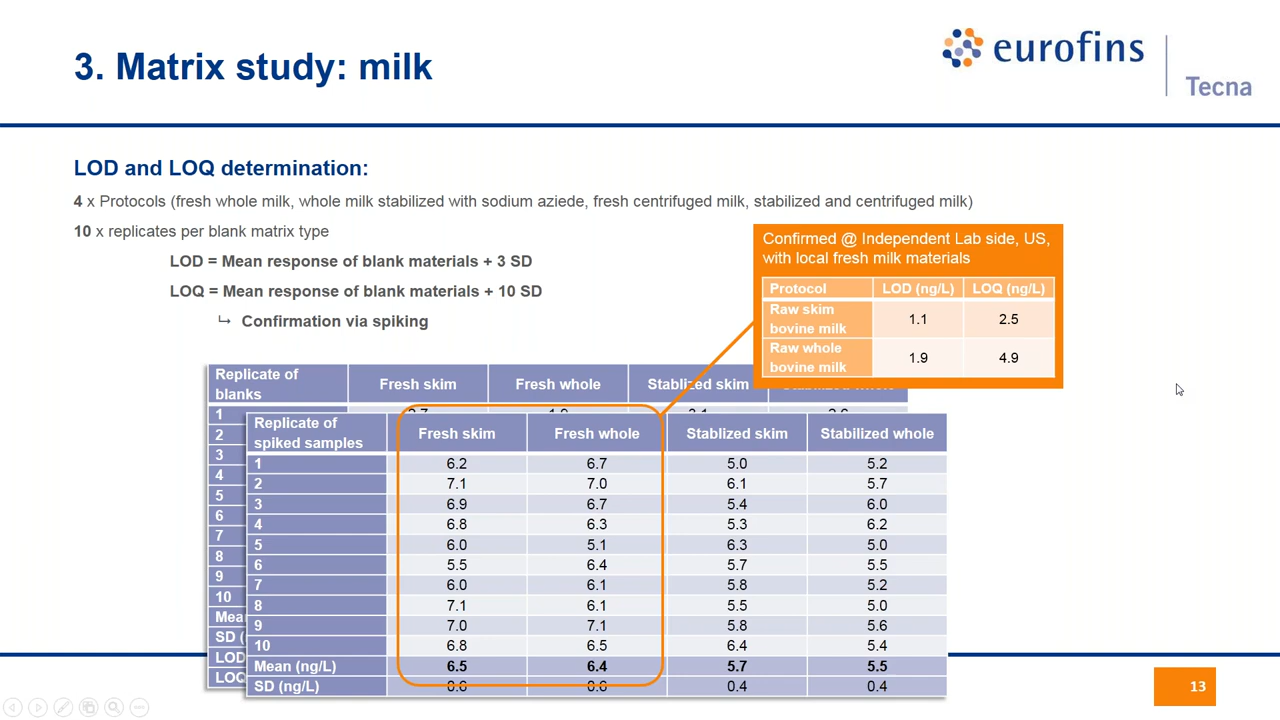 3. Matrix study: milk
eurofins
Tecna
LOD and LOQ determination:
4 x Protocols (fresh whole milk, whole milk stabilized with sodium aziede, fresh centrifuged milk, stabilized and centrifuged milk)
10 x replicates per blank matrix type
LOD = Mean response of blank materials + 3 SD
LOQ = Mean response of blank materials + 10 SD
↳ Confirmation via spiking
Confirmed @ Independent Lab side, US,
with local fresh milk materials
Protocol LOD (ng/L) LOQ (ng/L)
Raw skim
bovine milk 1.1 2.5
Raw whole
bovine milk 1.9 4.9
Replicate of
blanks Fresh skim Fresh whole Stablized skim
1
2
3
4
5
6
7
8
9
10
SD
LOD
LOQ
Replicate of
spiked samples Fresh skim Fresh whole Stablized skim Stabilized whole
1 6.2 6.7 5.0 5.2
2 7.1 7.0 6.1 5.7
3 6.9 6.7 5.4 6.0
4 6.8 6.3 5.3 6.2
5 6.0 5.1 6.3 5.0
6 5.5 6.4 5.7 5.5
7 6.0 6.1 5.8 5.2
8 7.1 6.1 5.5 5.0
9 7.0 7.1 5.8 5.6
10 6.8 6.5 6.4 5.4
Mean (ng/L) 6.5 6.4 5.7 5.5
SD (ng/L) 0.6 0.6 0.4 0.4
13